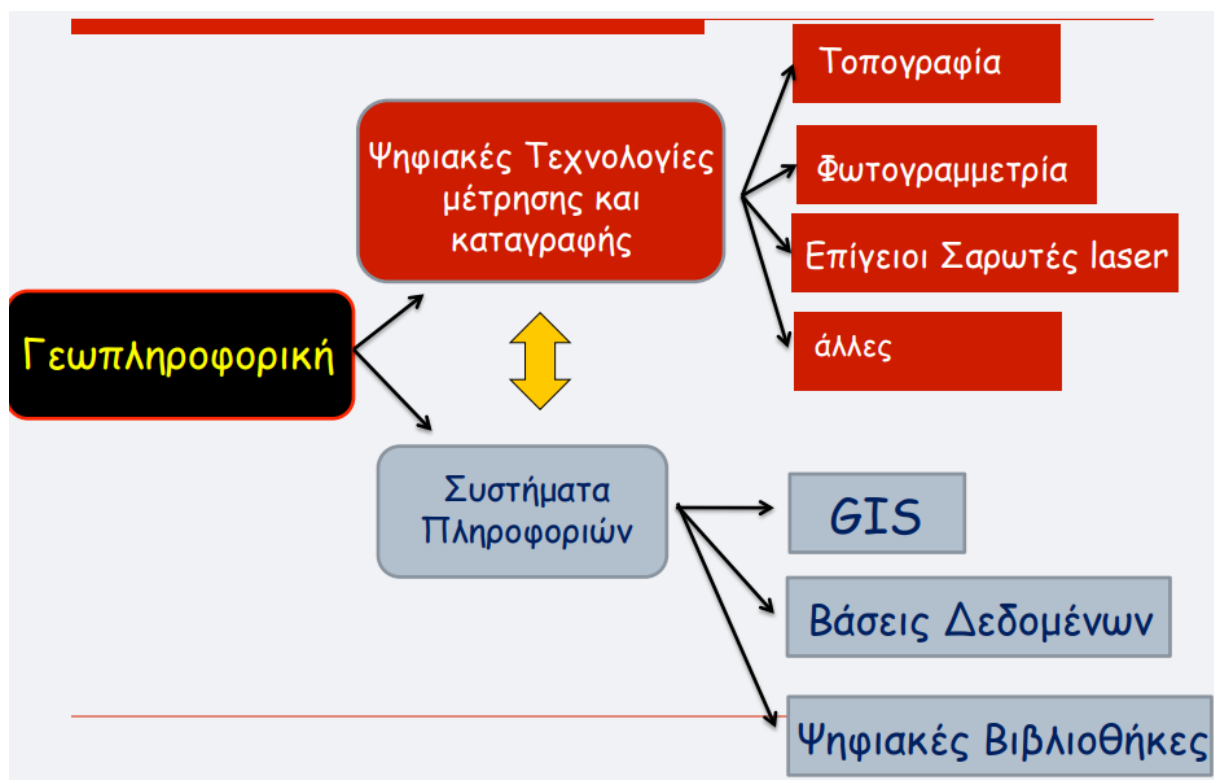 Γεωπληροφορική
Ψηφιακές Τεχνολογίες
μέτρησης και
καταγραφής
Τοπογραφία
Φωτογραμμετρία
Επίγειοι Σαρωτές laser
άλλες
Συστήματα
Πληροφοριών
GIS
Βάσεις Δεδομένων
Ψηφιακές Βιβλιοθήκες